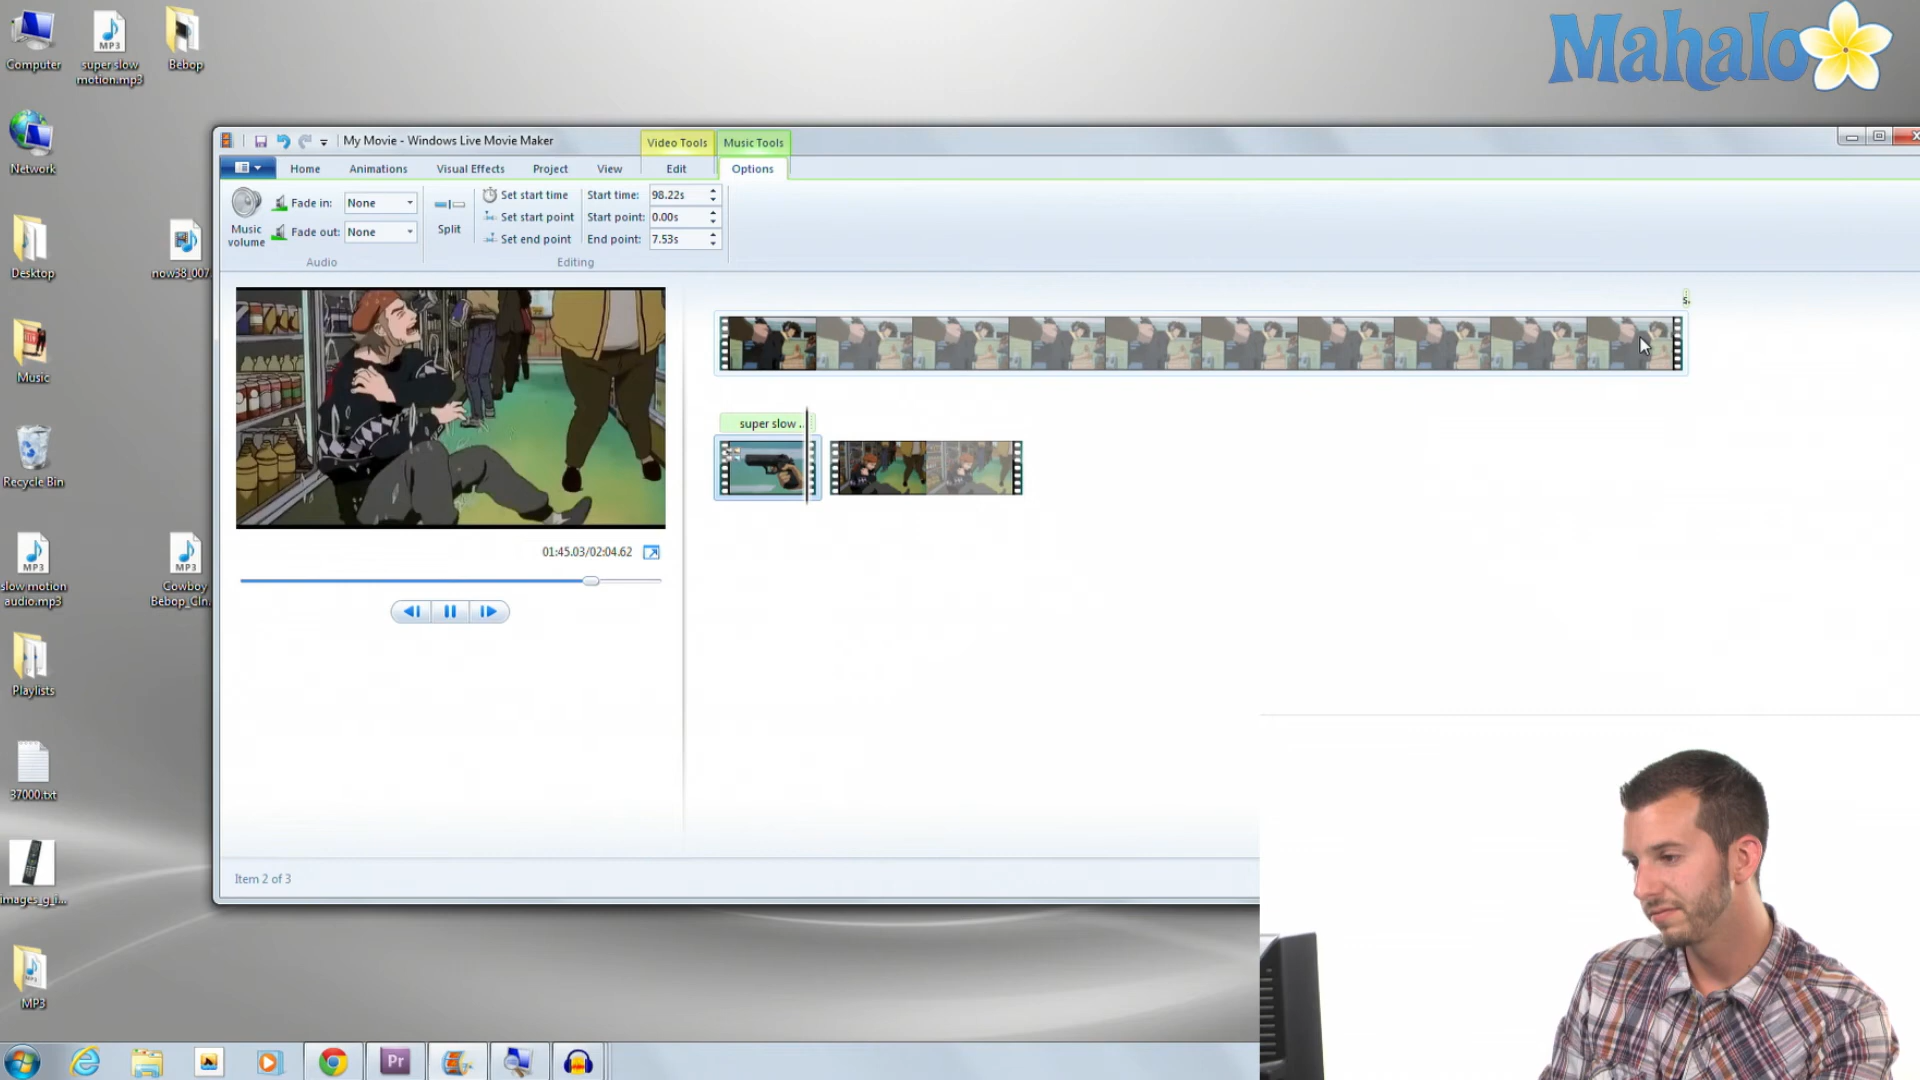 Mahalo
Computer
super slow motion.mp3
Bebop
Network
Desktop
now38_007
Music
Recycle Bin
slow motion audio.mp3
Cowboy Bebop_Cln.
Playlists
37000.txt
images_g_i...
MP3
My Movie - Windows Live Movie Maker
Video Tools
Music Tools
Home
Animations
Visual Effects
Project
View
Edit
Options
Music volume
Fade in: None
Fade out: None
Audio
Split
Set start time
Set start point
Set end point
Start time: 98.22s
Start point: 0.00s
End point: 7.53s
Editing
s.
super slow ...
01:45.03/02:04.62
Item 2 of 3
Pr